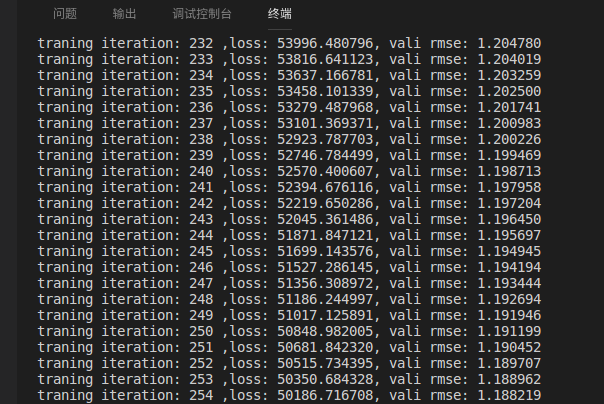 问题 输出 调试控制台 终端
traning iteration: 232 ,loss: 53996.480796, vali rmse: 1.204780
traning iteration: 233 ,loss: 53816.641123, vali rmse: 1.204019
traning iteration: 234 ,loss: 53637.166781, vali rmse: 1.203259
traning iteration: 235 ,loss: 53458.101339, vali rmse: 1.202500
traning iteration: 236 ,loss: 53279.487968, vali rmse: 1.201741
traning iteration: 237 ,loss: 53101.369371, vali rmse: 1.200983
traning iteration: 238 ,loss: 52923.787703, vali rmse: 1.200226
traning iteration: 239 ,loss: 52746.784499, vali rmse: 1.199469
traning iteration: 240 ,loss: 52570.400607, vali rmse: 1.198713
traning iteration: 241 ,loss: 52394.676116, vali rmse: 1.197958
traning iteration: 242 ,loss: 52219.650286, vali rmse: 1.197204
traning iteration: 243 ,loss: 52045.361486, vali rmse: 1.196450
traning iteration: 244 ,loss: 51871.847121, vali rmse: 1.195697
traning iteration: 245 ,loss: 51699.143576, vali rmse: 1.194945
traning iteration: 246 ,loss: 51527.286145, vali rmse: 1.194194
traning iteration: 247 ,loss: 51356.308972, vali rmse: 1.193444
traning iteration: 248 ,loss: 51186.244997, vali rmse: 1.192694
traning iteration: 249 ,loss: 51017.125891, vali rmse: 1.191946
traning iteration: 250 ,loss: 50848.982005, vali rmse: 1.191199
traning iteration: 251 ,loss: 50681.842320, vali rmse: 1.190452
traning iteration: 252 ,loss: 50515.734395, vali rmse: 1.189707
traning iteration: 253 ,loss: 50350.684328, vali rmse: 1.188962
traning iteration: 254 ,loss: 50186.716708, vali rmse: 1.188219